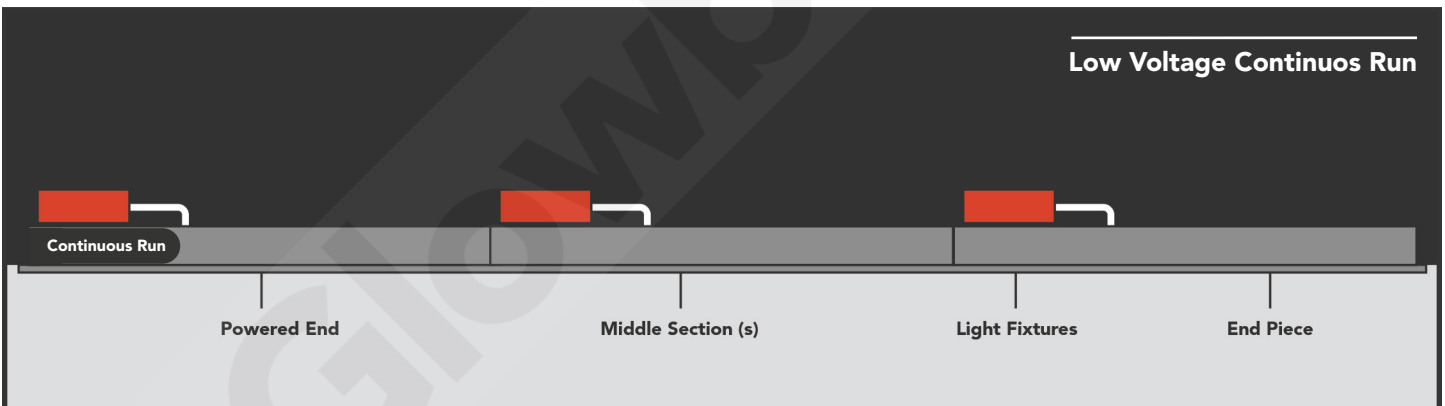 Low Voltage Continuos Run
Continuous Run
Powered End
Middle Section (s)
Light Fixtures
End Piece